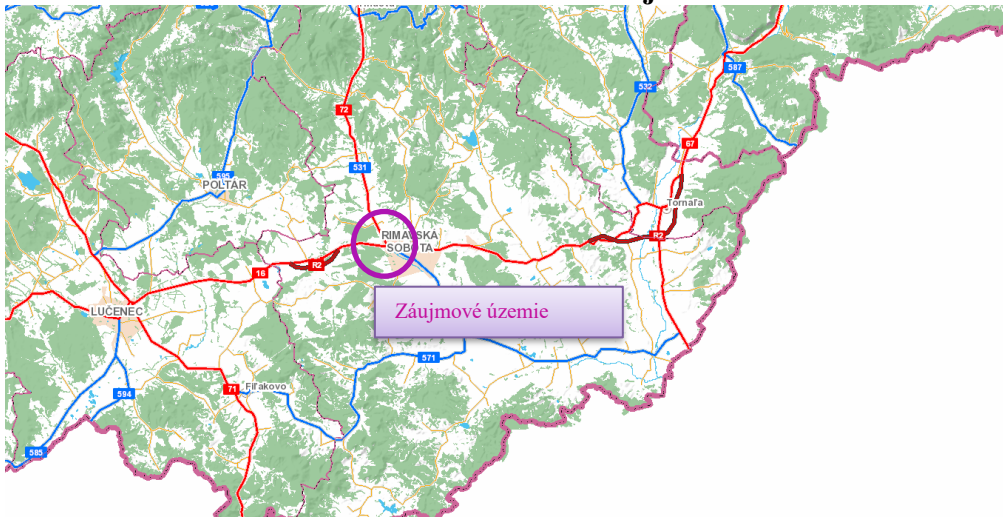 587
532
72
67
531
595
POLTÁR
Tornaľa
RIMAVSKÁ
SOBOTA
R2
R2
16
Záujmové územie
LUČENEC
571
71
Fiľakovo
594
585